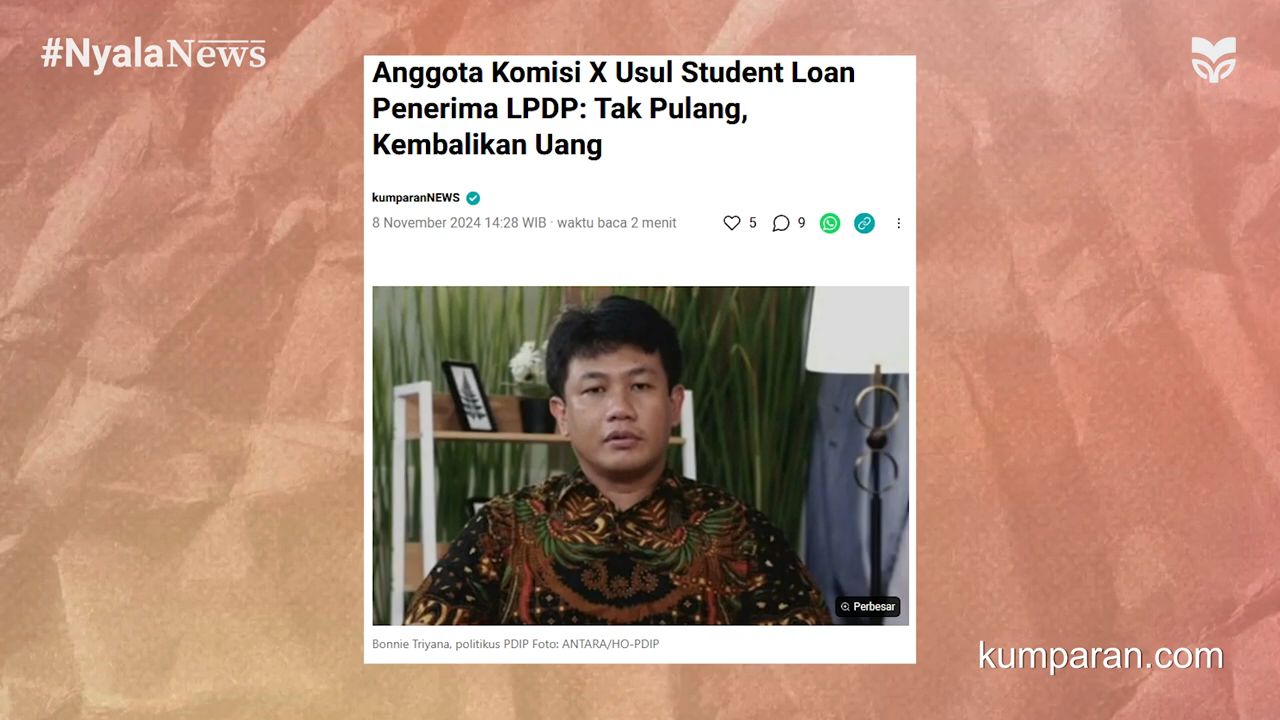 #NyalaNews
Anggota Komisi X Usul Student Loan
Penerima LPDP: Tak Pulang,
Kembalikan Uang
kumparanNEWS
8 November 2024 14:28 WIB · waktu baca 2 menit
5
9
Perbesar
Bonnie Triyana, politikus PDIP Foto: ANTARA/HO-PDIP
kumparan.com